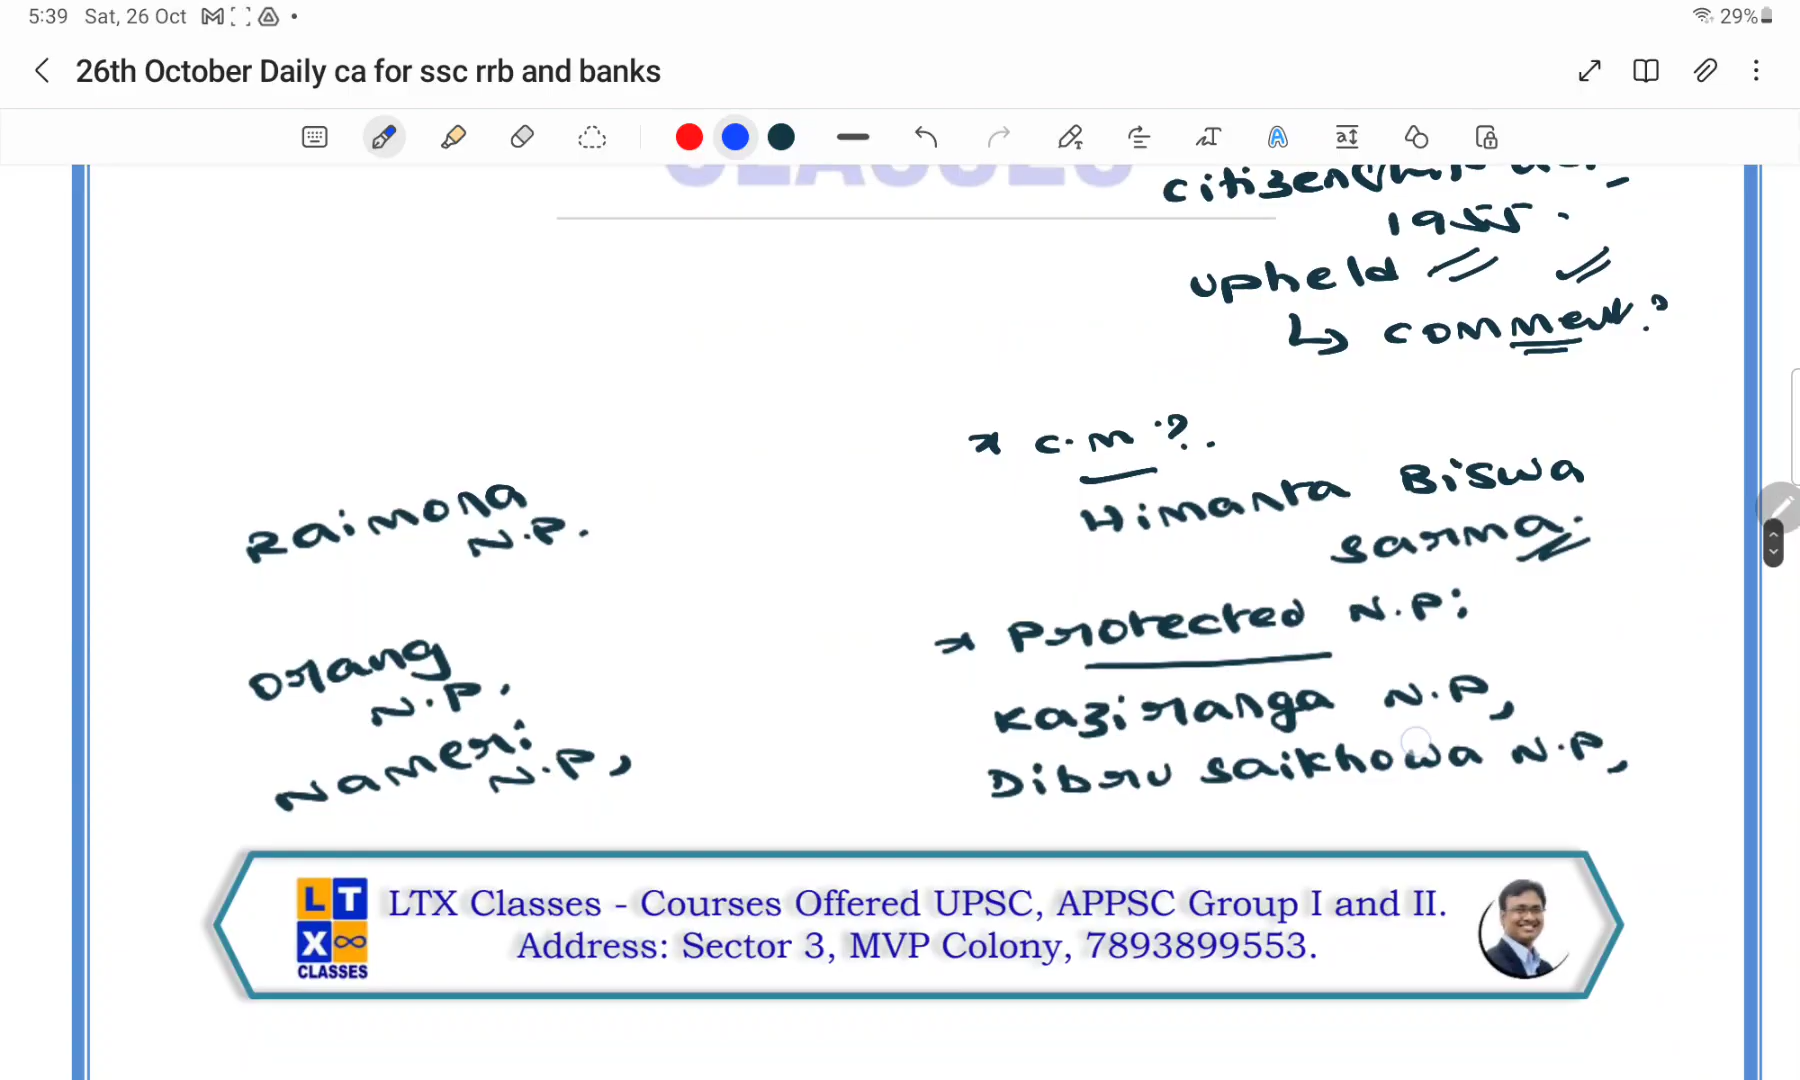 5:39 Sat, 26 Oct
29%
26th October Daily ca for ssc rrb and banks
CLASSES
citizenship
1955.
upheld
↳ comment.?
* C.M ?.
Himanta Biswa
Sarma.
* Protected N.P:
Kaziranga N.P,
Dibru Saikhowa N.P,
Raimona
N.P.
Orang
N.P.
Nameri
N.P,
L T
X ∞
CLASSES
LTX Classes - Courses Offered UPSC, APPSC Group I and II.
Address: Sector 3, MVP Colony, 7893899553.